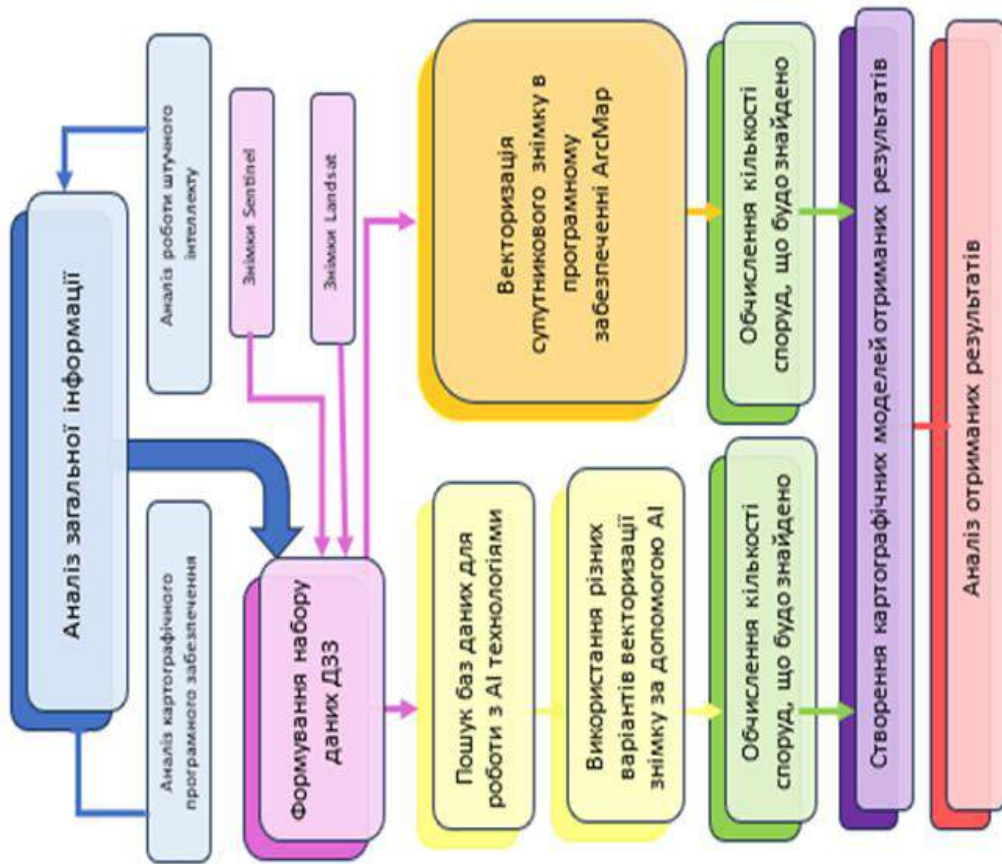 Аналіз загальної інформації
Аналіз картографічного
програмного забезпечення
Аналіз роботи штучного
інтеллекту
Знімки Sentinel
Знімки Landsat
Формування набору
даних ДЗЗ
Пошук баз даних для
роботи з AI технологіями
Використання різних
варіантів векторизації
знімку за допомогою AI
Обчислення кількості
споруд, що будо знайдено
Векторизація
супутникового знімку в
програмному
забезпеченні ArcMap
Обчислення кількості
споруд, що будо знайдено
Створення картографічних моделей отриманих результатів
Аналіз отриманих результатів